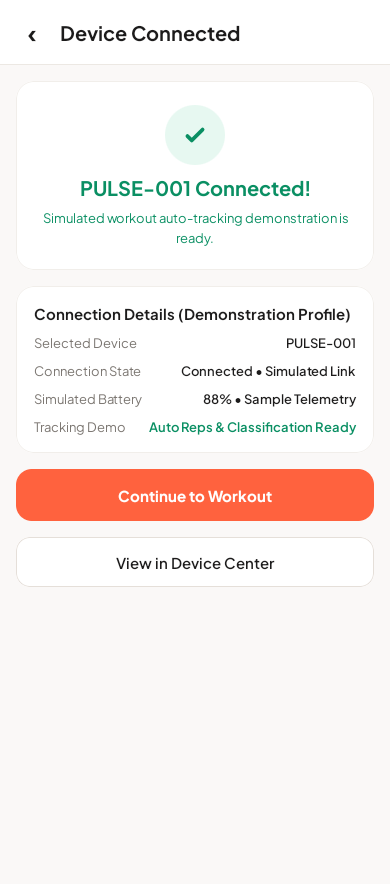 Device Connected
PULSE-001 Connected!
Simulated workout auto-tracking demonstration is
ready.
Connection Details (Demonstration Profile)
Selected Device PULSE-001
Connection State Connected • Simulated Link
Simulated Battery 88% • Sample Telemetry
Tracking Demo Auto Reps & Classification Ready
Continue to Workout
View in Device Center